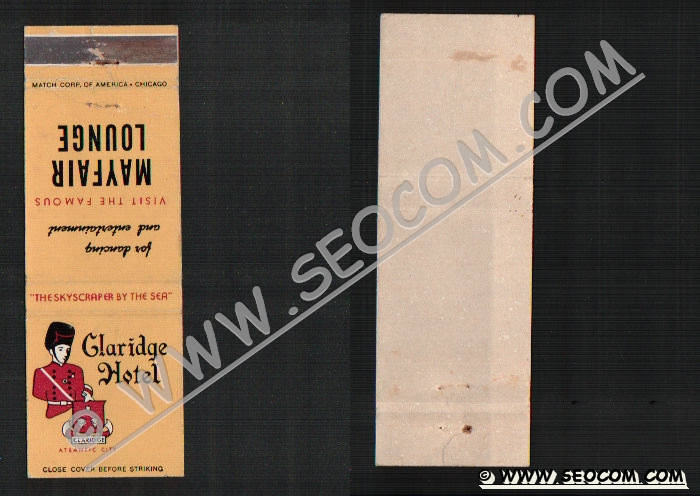 MATCH CORP. OF AMERICA • CHICAGO
VISIT THE FAMOUS
MAYFAIR
LOUNGE
for dancing
and entertainment
"THE SKYSCRAPER BY THE SEA"
Claridge
Hotel
CLARIDGE
ATLANTIC CITY
CLOSE COVER BEFORE STRIKING
© WWW.SEOCOM.COM
© WWW.SEOCOM.COM